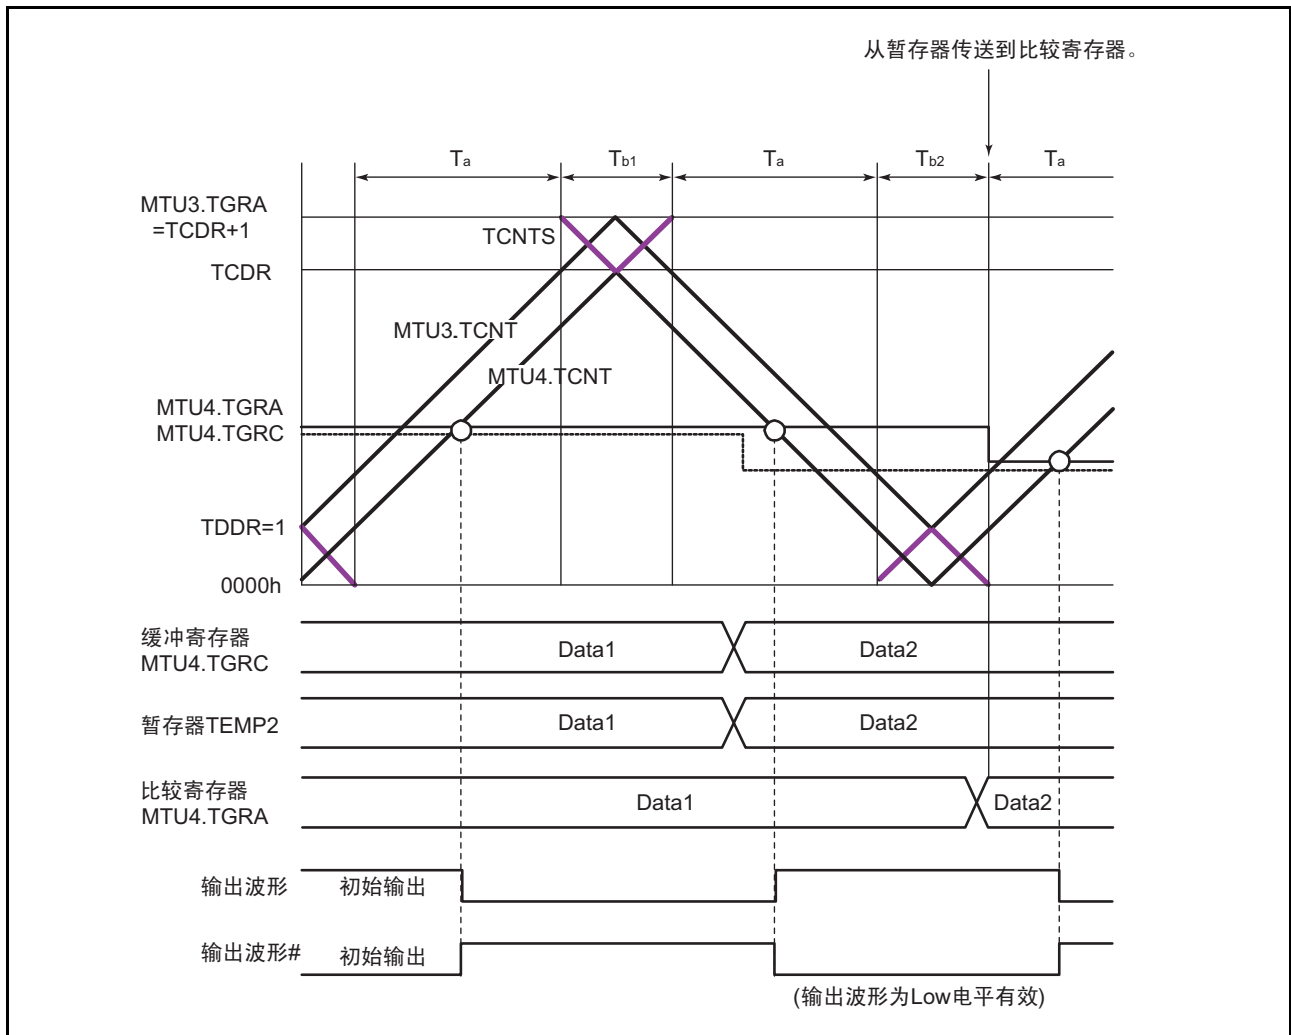 从暂存器传送到比较寄存器。
Ta
Tb1
Ta
Tb2
Ta
MTU3.TGRA
=TCDR+1
TCNTS
TCDR
MTU3.TCNT
MTU4.TCNT
MTU4.TGRA
MTU4.TGRC
TDDR=1
0000h
缓冲寄存器
MTU4.TGRC
Data1
Data2
暂存器TEMP2
Data1
Data2
比较寄存器
MTU4.TGRA
Data1
Data2
输出波形
初始输出
输出波形#
初始输出
(输出波形为Low电平有效)